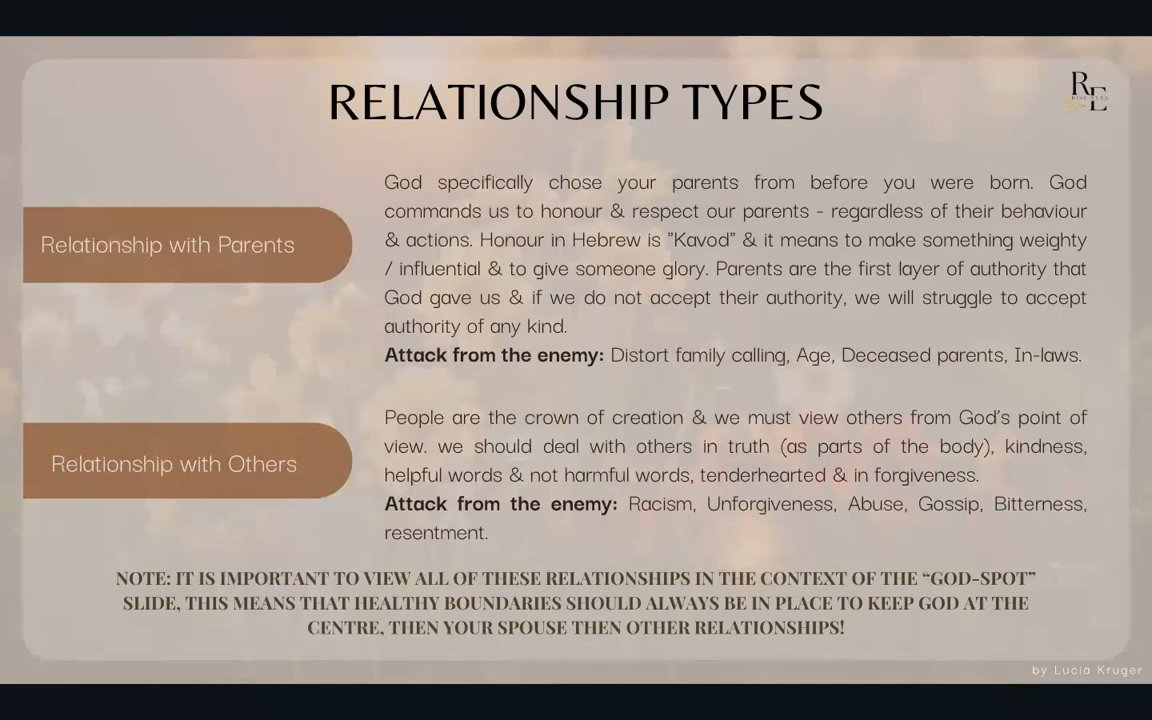 RELATIONSHIP TYPES
RE
Relationship with Parents
God specifically chose your parents from before you were born. God
commands us to honour & respect our parents - regardless of their behaviour
& actions. Honour in Hebrew is "Kavod" & it means to make something weighty
/ influential & to give someone glory. Parents are the first layer of authority that
God gave us & if we do not accept their authority, we will struggle to accept
authority of any kind.
Attack from the enemy: Distort family calling, Age, Deceased parents, In-laws.
Relationship with Others
People are the crown of creation & we must view others from God's point of
view. we should deal with others in truth (as parts of the body), kindness,
helpful words & not harmful words, tenderhearted & in forgiveness.
Attack from the enemy: Racism, Unforgiveness, Abuse, Gossip, Bitterness,
resentment.
NOTE: IT IS IMPORTANT TO VIEW ALL OF THESE RELATIONSHIPS IN THE CONTEXT OF THE “GOD-SPOT”
SLIDE, THIS MEANS THAT HEALTHY BOUNDARIES SHOULD ALWAYS BE IN PLACE TO KEEP GOD AT THE
CENTRE, THEN YOUR SPOUSE THEN OTHER RELATIONSHIPS!
by Lucia Kruger